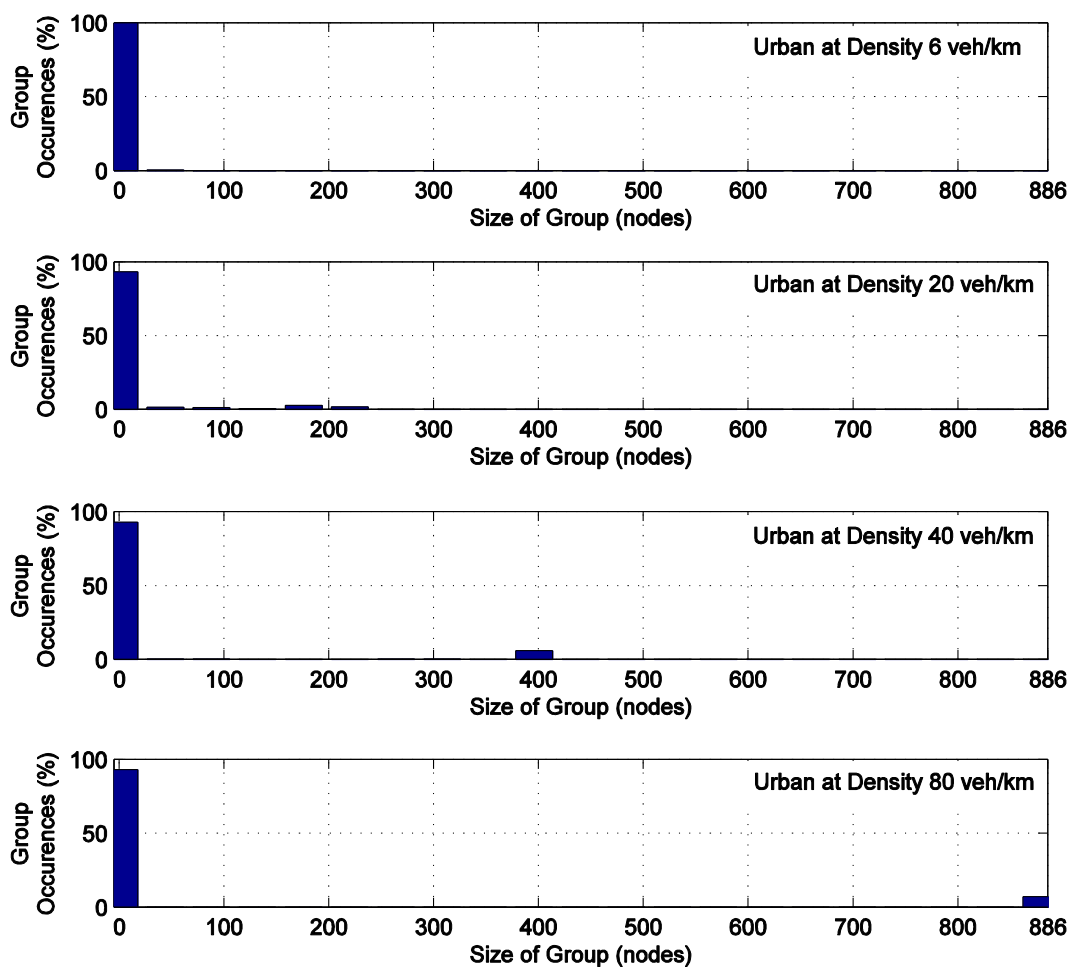 Group
Occurences (%)
100
50
0
Urban at Density 6 veh/km
0 100 200 300 400 500 600 700 800 886
Size of Group (nodes)
Group
Occurences (%)
100
50
0
Urban at Density 20 veh/km
0 100 200 300 400 500 600 700 800 886
Size of Group (nodes)
Group
Occurences (%)
100
50
0
Urban at Density 40 veh/km
0 100 200 300 400 500 600 700 800 886
Size of Group (nodes)
Group
Occurences (%)
100
50
0
Urban at Density 80 veh/km
0 100 200 300 400 500 600 700 800 886
Size of Group (nodes)